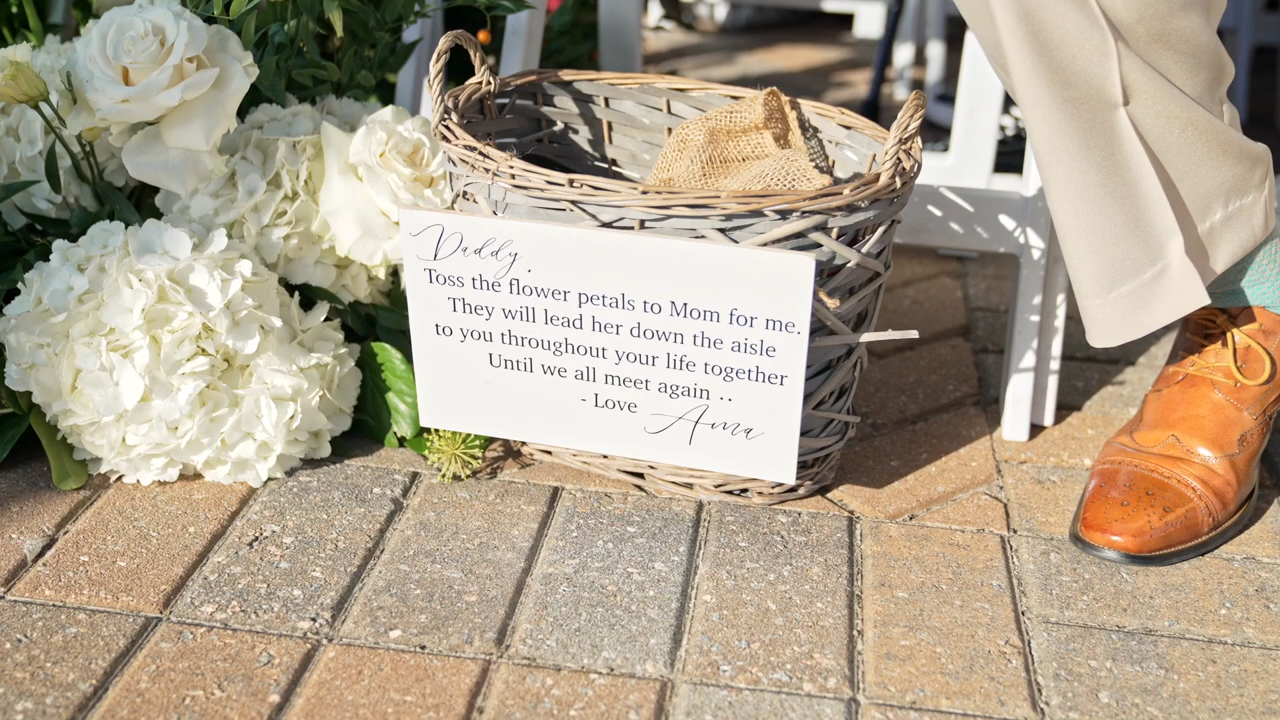 Daddy,
Toss the flower petals to Mom for me.
They will lead her down the aisle
to you throughout your life together
Until we all meet again ..
- Love Ama